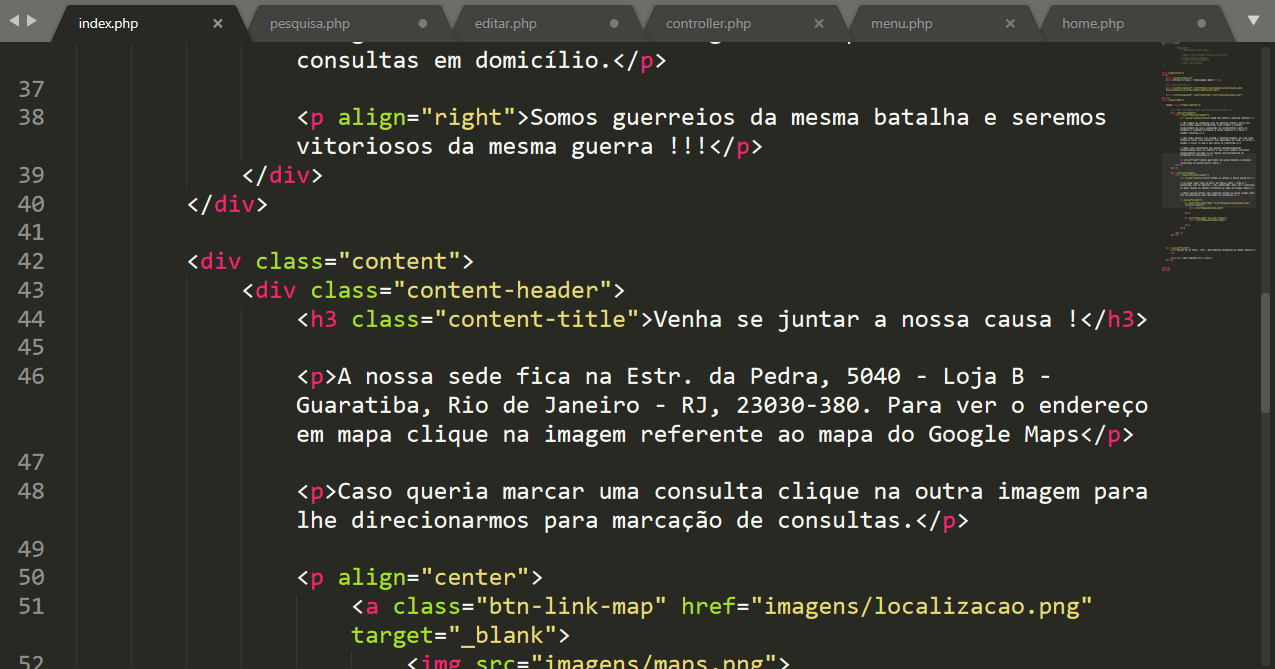 index.php × pesquisa.php editar.php controller.php × menu.php × home.php
consultas em domicílio.</p>
37
38 <p align="right">Somos guerreios da mesma batalha e seremos
vitoriosos da mesma guerra !!!</p>
39 </div>
40 </div>
41
42 <div class="content">
43 <div class="content-header">
44 <h3 class="content-title">Venha se juntar a nossa causa !</h3>
45
46 <p>A nossa sede fica na Estr. da Pedra, 5040 - Loja B -
Guaratiba, Rio de Janeiro - RJ, 23030-380. Para ver o endereço
em mapa clique na imagem referente ao mapa do Google Maps</p>
47
48 <p>Caso queria marcar uma consulta clique na outra imagem para
lhe direcionarmos para marcação de consultas.</p>
49
50 <p align="center">
51 <a class="btn-link-map" href="imagens/localizacao.png"
target="_blank">
52 <img src="imagens/maps.png">